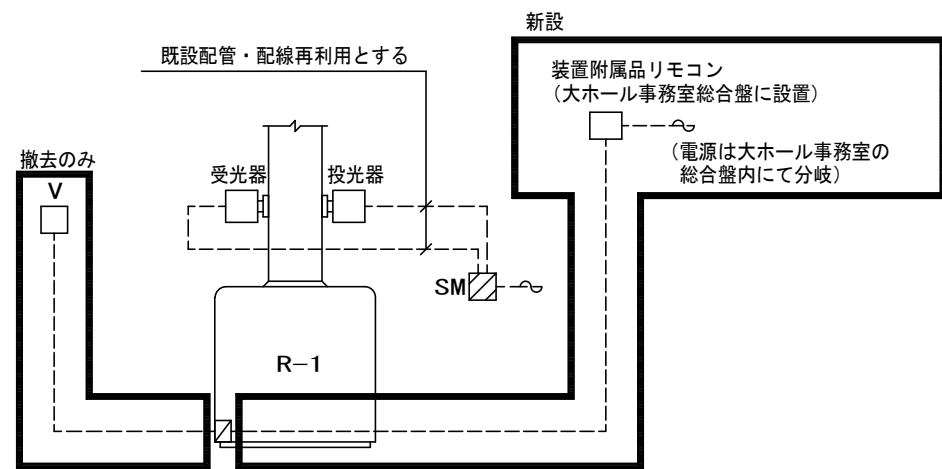 新設
既設配管・配線再利用とする
装置附属品リモコン
（大ホール事務室総合盤に設置）
（電源は大ホール事務室の
総合盤内にて分岐）
撤去のみ
V
受光器
投光器
SM
R−1